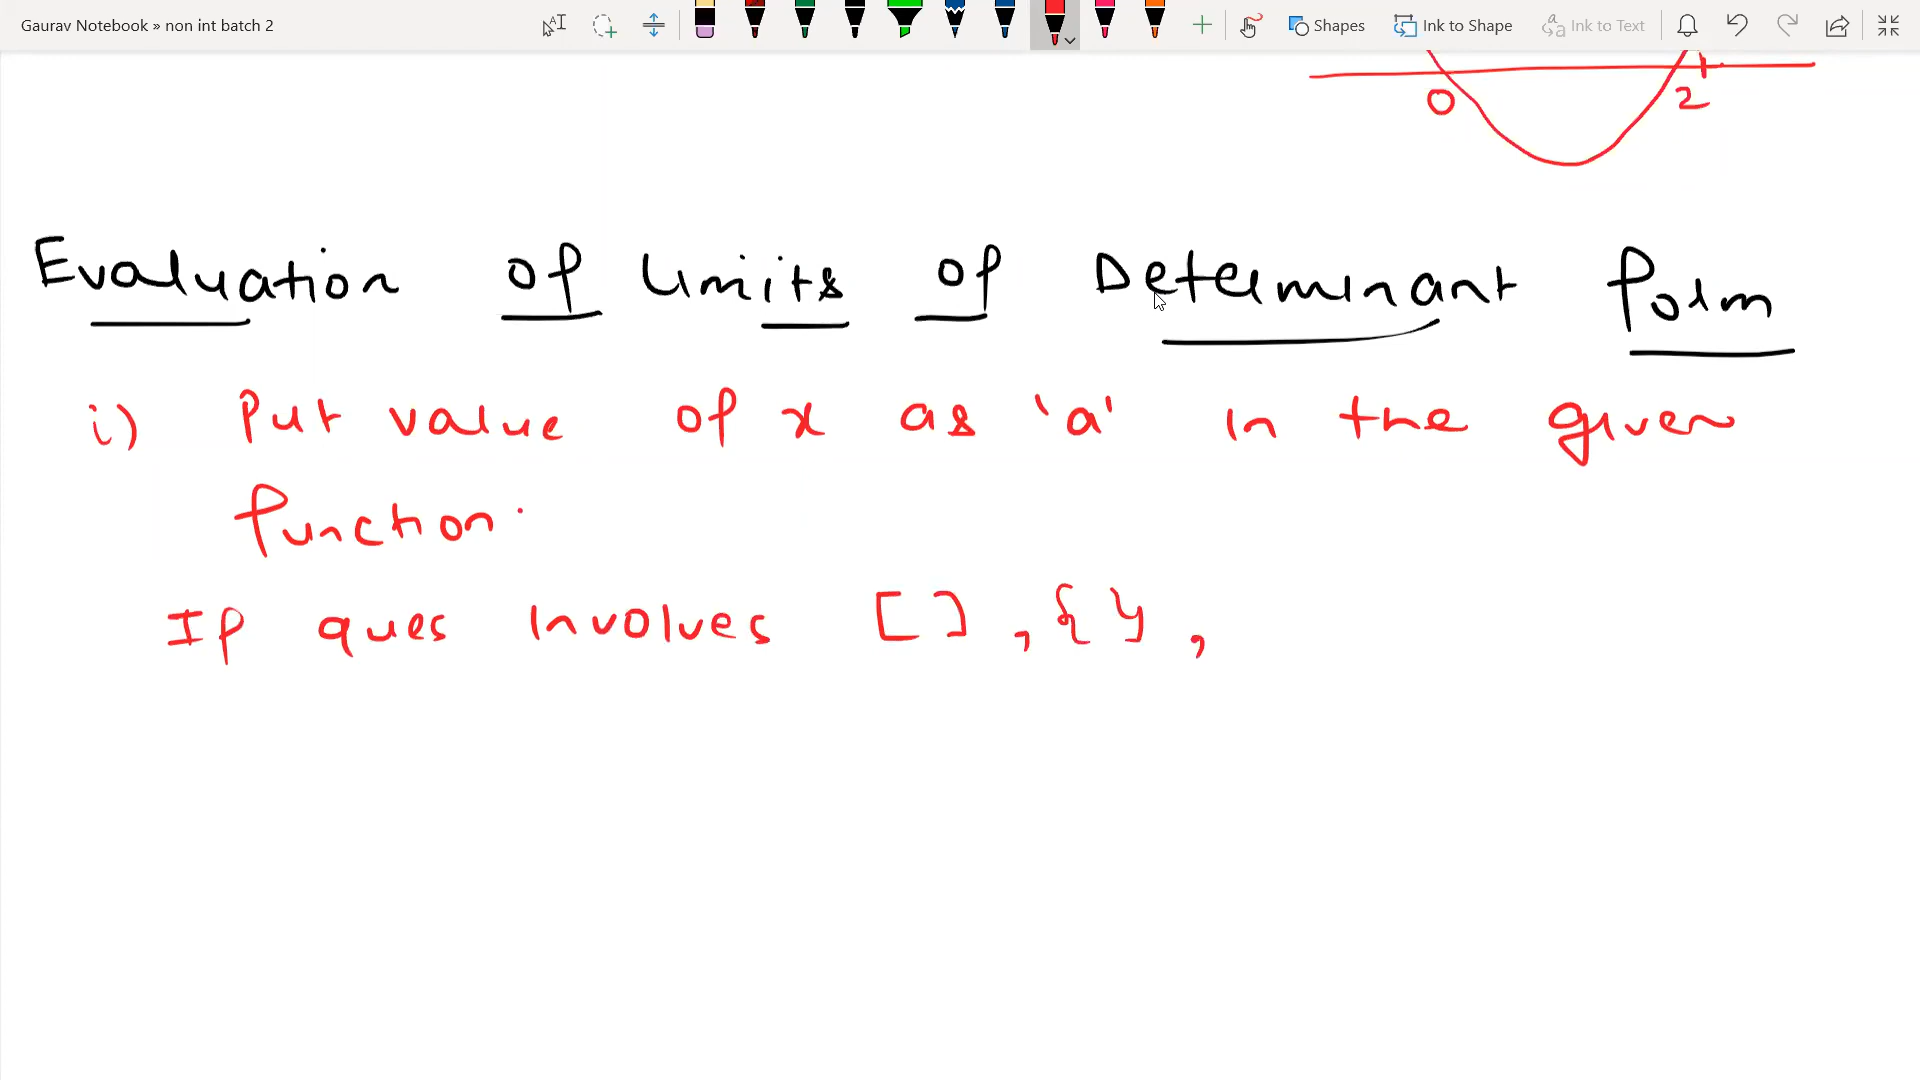 Gaurav Notebook » non int batch 2
Shapes
Ink to Shape
Ink to Text
0 2
Evaluation of Limits of Determinant form
i) Put value of x as 'a' in the given
function.
If ques involves [ ] , { } ,